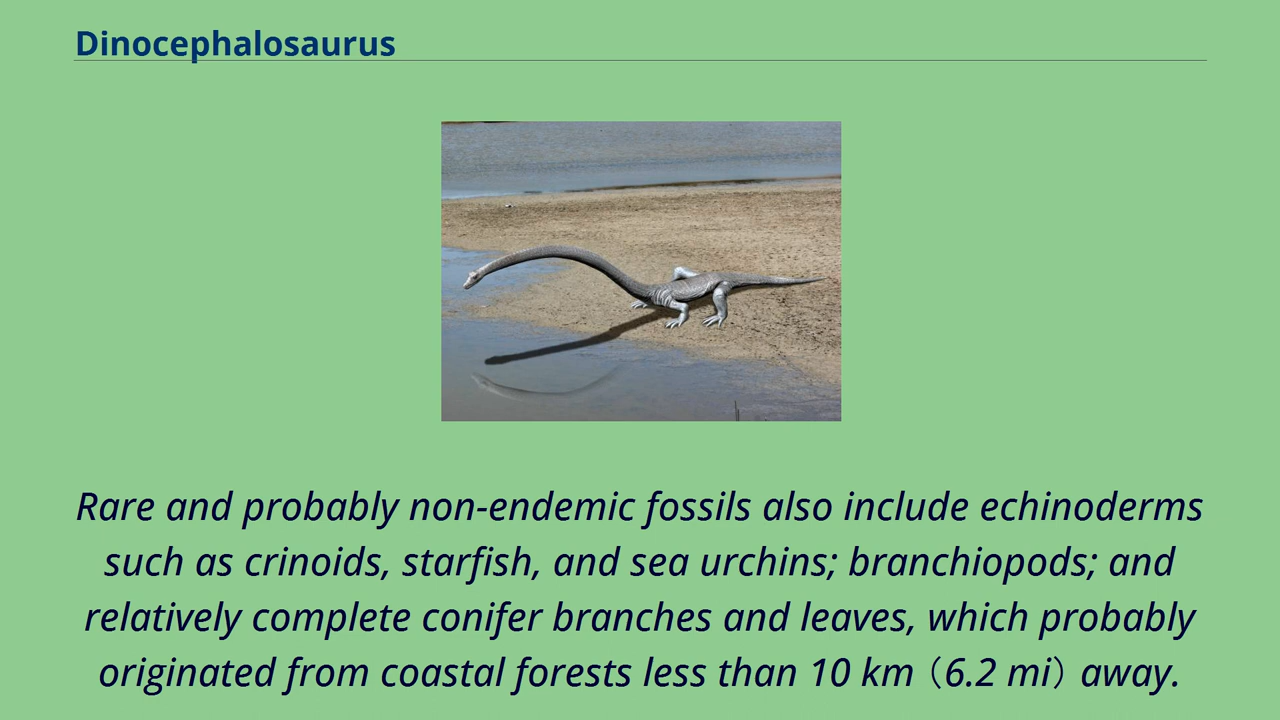 Dinocephalosaurus
Rare and probably non-endemic fossils also include echinoderms
such as crinoids, starfish, and sea urchins; branchiopods; and
relatively complete conifer branches and leaves, which probably
originated from coastal forests less than 10 km（6.2 mi）away.